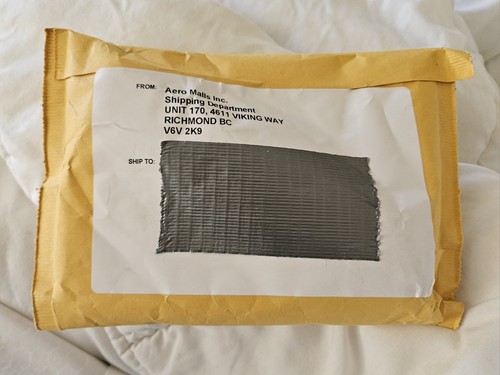 FROM:
Aero Malls Inc.
Shipping Department
UNIT 170, 4611 VIKING WAY
RICHMOND BC
V6V 2K9
SHIP TO: